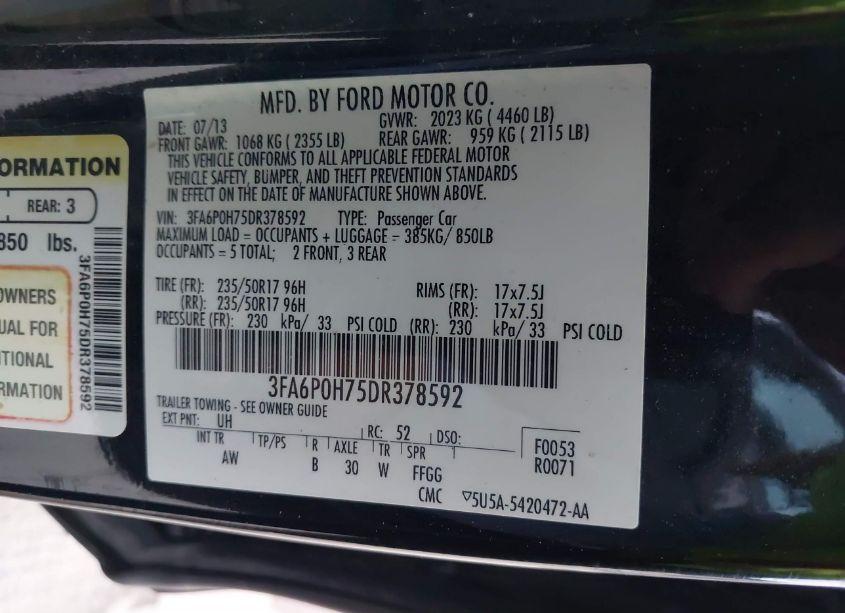 ORMATION
REAR: 3
850 lbs.
OWNERS
UAL FOR
ITIONAL
RMATION
3FA6P0H75DR378592
MFD. BY FORD MOTOR CO.
DATE: 07/13
GVWR: 2023 KG ( 4460 LB)
FRONT GAWR: 1068 KG ( 2355 LB)
REAR GAWR: 959 KG ( 2115 LB)
THIS VEHICLE CONFORMS TO ALL APPLICABLE FEDERAL MOTOR
VEHICLE SAFETY, BUMPER, AND THEFT PREVENTION STANDARDS
IN EFFECT ON THE DATE OF MANUFACTURE SHOWN ABOVE.
VIN: 3FA6P0H75DR378592 TYPE: Passenger Car
MAXIMUM LOAD = OCCUPANTS + LUGGAGE = 385KG/ 850LB
OCCUPANTS = 5 TOTAL; 2 FRONT, 3 REAR
TIRE (FR): 235/50R17 96H RIMS (FR): 17x7.5J
(RR): 235/50R17 96H (RR): 17x7.5J
PRESSURE (FR): 230 kPa/ 33 PSI COLD (RR): 230 kPa/ 33 PSI COLD
3FA6P0H75DR378592
TRAILER TOWING - SEE OWNER GUIDE
EXT PNT: UH RC: 52 DSO: F0053
INT TR TP/PS R AXLE TR SPR R0071
AW B 30 W FFGG
CMC ▽5U5A-5420472-AA